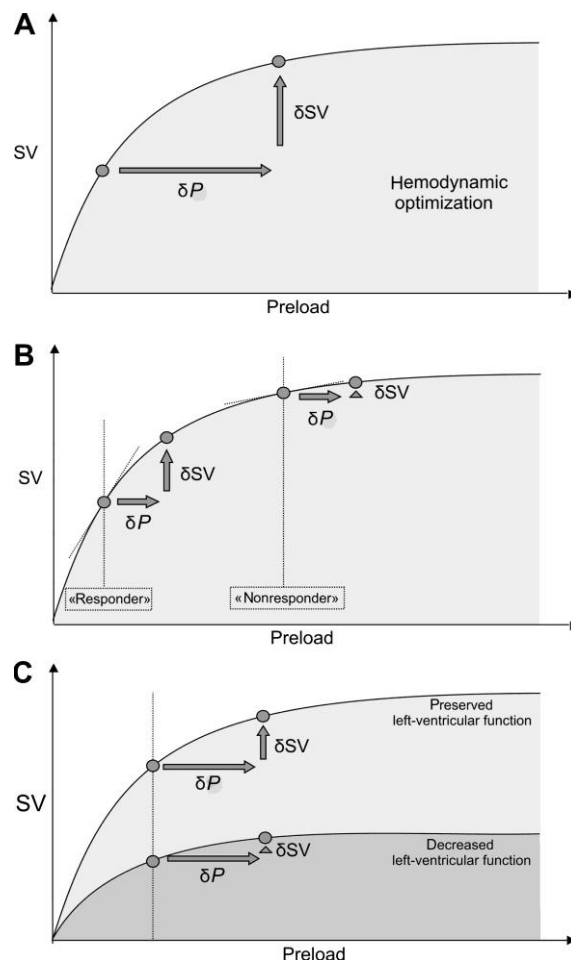 A
SV
δSV
δP
Hemodynamic
optimization
Preload
B
SV
δSV
δP
δSV
δP
«Responder»
«Nonresponder»
Preload
C
Preserved
left-ventricular function
SV
δSV
δP
Decreased
left-ventricular function
δSV
δP
Preload